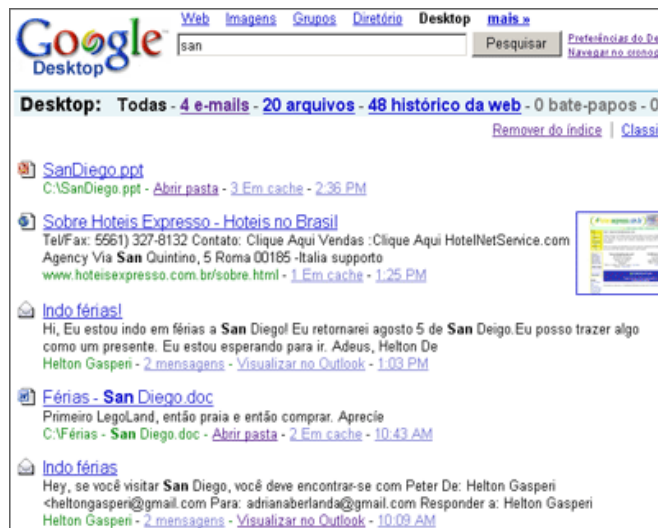 Web Imagens Grupos Diretório Desktop mais »
Google
Desktop
san
Pesquisar
Preferências do De
Navegar no cronog
Desktop: Todas - 4 e-mails - 20 arquivos - 48 histórico da web - 0 bate-papos - 0
Remover do índice | Classi
SanDiego.ppt
C:\SanDiego.ppt - Abrir pasta - 3 Em cache - 2:36 PM
Sobre Hoteis Expresso - Hoteis no Brasil
Tel/Fax: 5561) 327-8132 Contato: Clique Aqui Vendas :Clique Aqui HotelNetService.com
Agency Via San Quintino, 5 Roma 00185 -Italia supporto
www.hoteisexpresso.com.br/sobre.html - 1 Em cache - 1:25 PM
Indo férias!
Hi, Eu estou indo em férias a San Diego! Eu retornarei agosto 5 de San Deigo.Eu posso trazer algo
como um presente. Eu estou esperando para ir. Adeus, Helton De
Helton Gasperi - 2 mensagens - Visualizar no Outlook - 1:03 PM
Férias - San Diego.doc
Primeiro LegoLand, então praia e então comprar. Aprecíe
C:\Férias - San Diego.doc - Abrir pasta - 2 Em cache - 10:43 AM
Indo férias
Hey, se você visitar San Diego, você deve encontrar-se com Peter De: Helton Gasperi
<heltongasperi@gmail.com Para: adrianaberlanda@gmail.com Responder a: Helton Gasperi
Helton Gasperi - 2 mensagens - Visualizar no Outlook - 10:09 AM